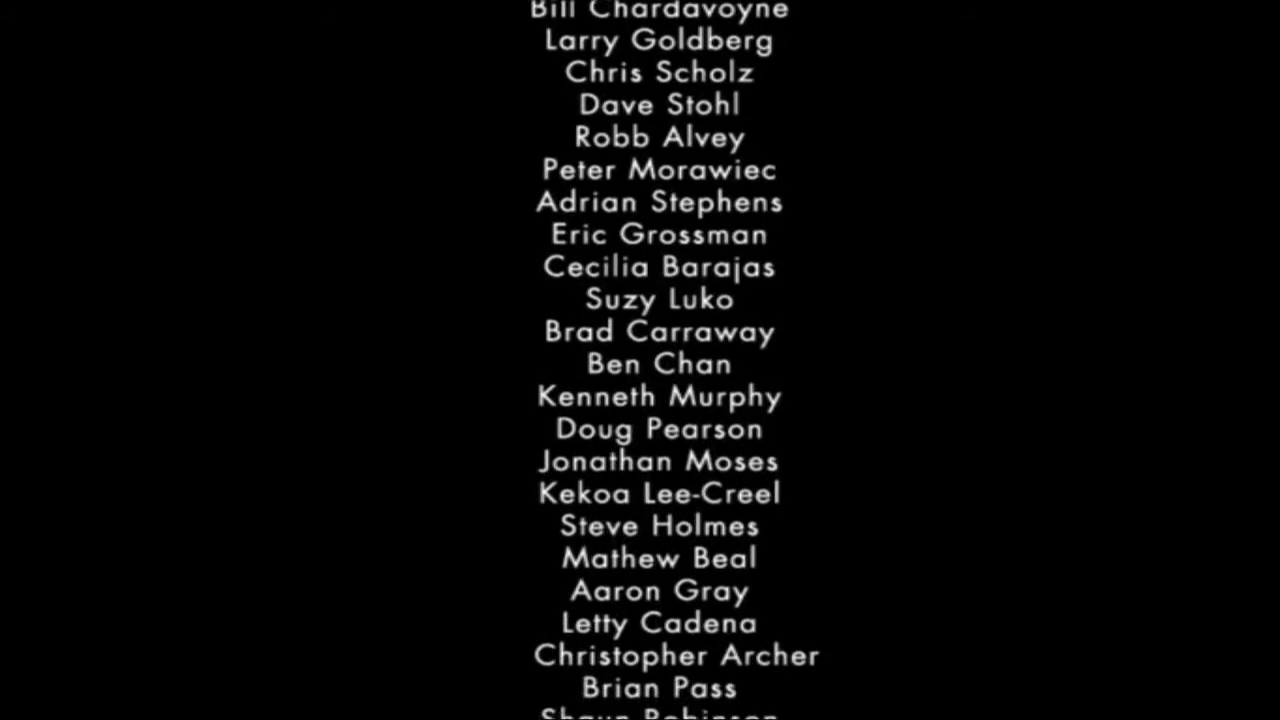 Bill Chardavoyne
Larry Goldberg
Chris Scholz
Dave Stohl
Robb Alvey
Peter Morawiec
Adrian Stephens
Eric Grossman
Cecilia Barajas
Suzy Luko
Brad Carraway
Ben Chan
Kenneth Murphy
Doug Pearson
Jonathan Moses
Kekoa Lee-Creel
Steve Holmes
Mathew Beal
Aaron Gray
Letty Cadena
Christopher Archer
Brian Pass
Shaun Robinson